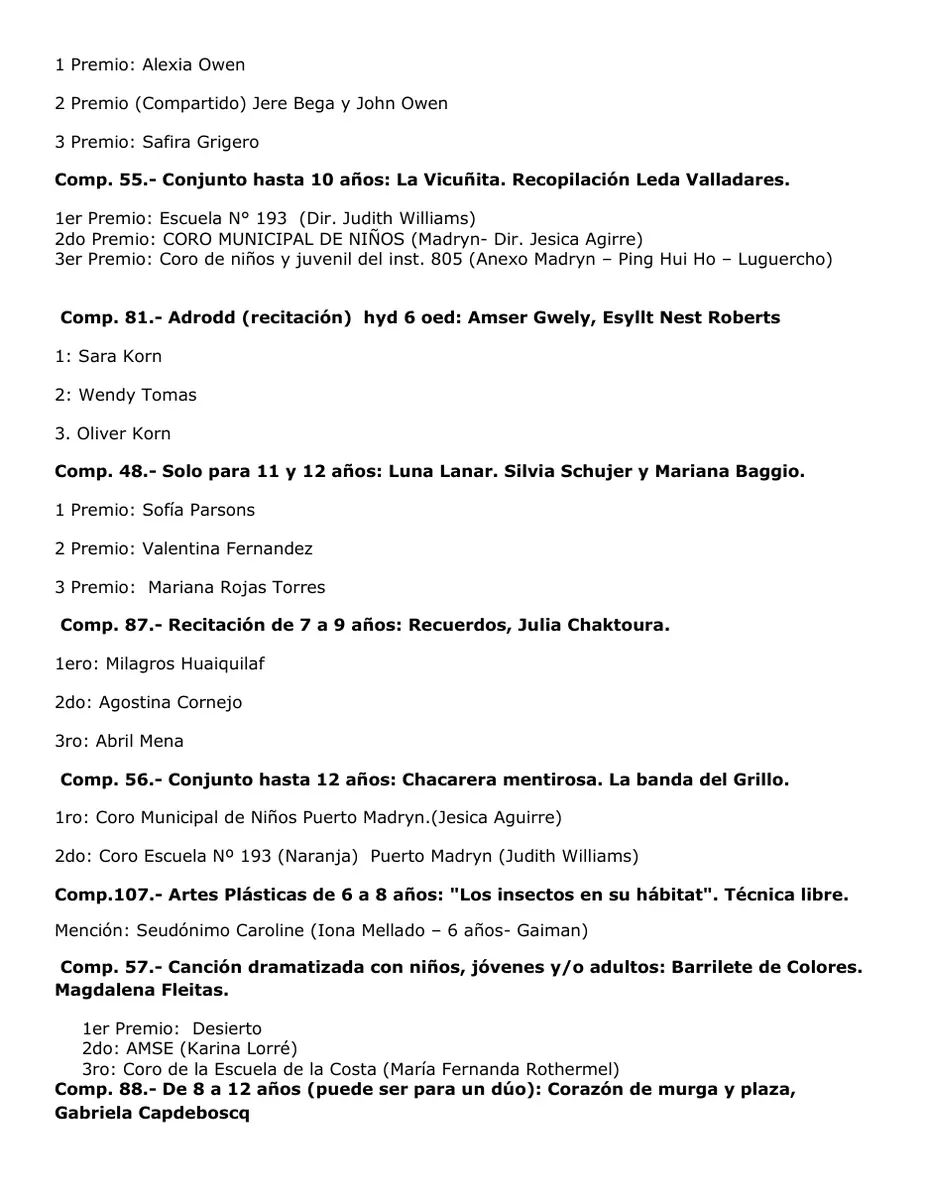 1 Premio: Alexia Owen
2 Premio (Compartido) Jere Bega y John Owen
3 Premio: Safira Grigero
Comp. 55.- Conjunto hasta 10 años: La Vicuñita. Recopilación Leda Valladares.
1er Premio: Escuela N° 193  (Dir. Judith Williams)
2do Premio: CORO MUNICIPAL DE NIÑOS (Madryn- Dir. Jesica Agirre)
3er Premio: Coro de niños y juvenil del inst. 805 (Anexo Madryn – Ping Hui Ho – Luguercho)
Comp. 81.- Adrodd (recitación)  hyd 6 oed: Amser Gwely, Esyllt Nest Roberts
1: Sara Korn
2: Wendy Tomas
3. Oliver Korn
Comp. 48.- Solo para 11 y 12 años: Luna Lanar. Silvia Schujer y Mariana Baggio.
1 Premio: Sofía Parsons
2 Premio: Valentina Fernandez
3 Premio:  Mariana Rojas Torres
Comp. 87.- Recitación de 7 a 9 años: Recuerdos, Julia Chaktoura.
1ero: Milagros Huaiquilaf
2do: Agostina Cornejo
3ro: Abril Mena
Comp. 56.- Conjunto hasta 12 años: Chacarera mentirosa. La banda del Grillo.
1ro: Coro Municipal de Niños Puerto Madryn.(Jesica Aguirre)
2do: Coro Escuela Nº 193 (Naranja)  Puerto Madryn (Judith Williams)
Comp.107.- Artes Plásticas de 6 a 8 años: "Los insectos en su hábitat". Técnica libre.
Mención: Seudónimo Caroline (Iona Mellado – 6 años- Gaiman)
Comp. 57.- Canción dramatizada con niños, jóvenes y/o adultos: Barrilete de Colores.
Magdalena Fleitas.
1er Premio:  Desierto
2do: AMSE (Karina Lorré)
3ro: Coro de la Escuela de la Costa (María Fernanda Rothermel)
Comp. 88.- De 8 a 12 años (puede ser para un dúo): Corazón de murga y plaza,
Gabriela Capdeboscq